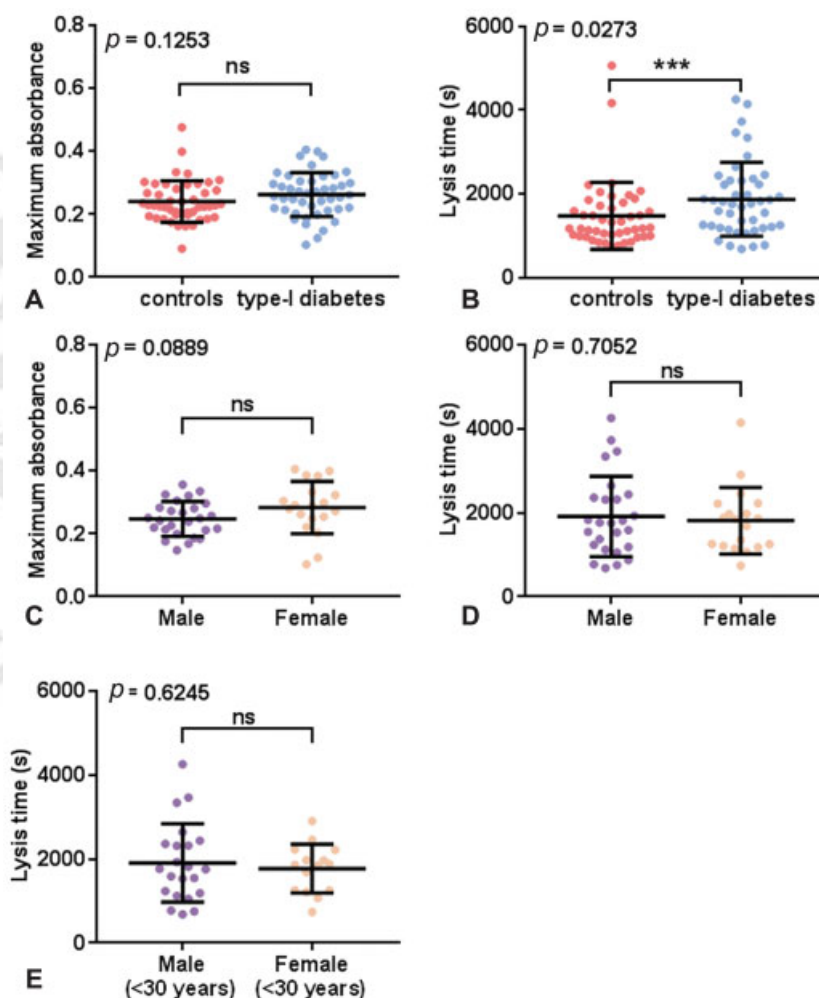 p = 0.1253
ns
Maximum absorbance
0.8
0.6
0.4
0.2
0.0
controls
type-I diabetes
A
p = 0.0273
***
Lysis time (s)
6000
4000
2000
0
controls
type-I diabetes
B
p = 0.0889
ns
Maximum absorbance
0.8
0.6
0.4
0.2
0.0
Male
Female
C
p = 0.7052
ns
Lysis time (s)
6000
4000
2000
0
Male
Female
D
p = 0.6245
ns
Lysis time (s)
6000
4000
2000
0
Male
(<30 years)
Female
(<30 years)
E